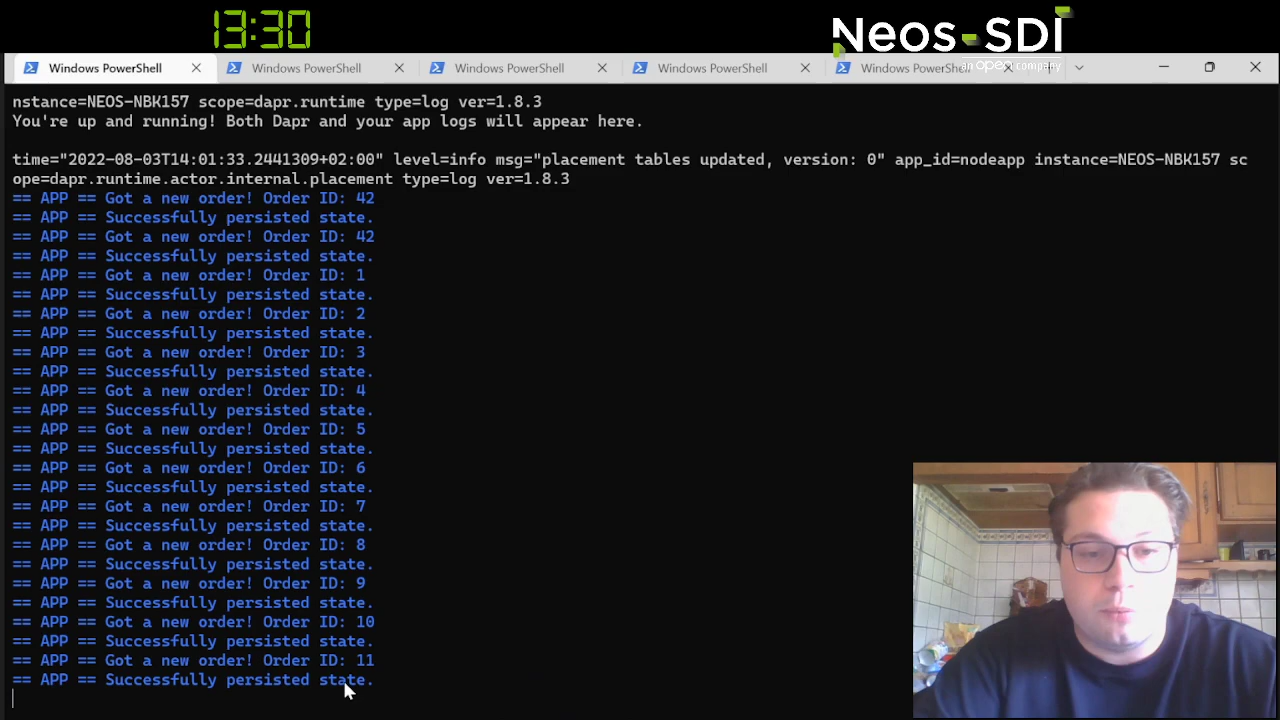 13:30
Neos-SDI
an open company
Windows PowerShell
Windows PowerShell
Windows PowerShell
Windows PowerShell
Windows PowerShell
nstance=NEOS-NBK157 scope=dapr.runtime type=log ver=1.8.3
You're up and running! Both Dapr and your app logs will appear here.
time="2022-08-03T14:01:33.2441309+02:00" level=info msg="placement tables updated, version: 0" app_id=nodeapp instance=NEOS-NBK157 sc
ope=dapr.runtime.actor.internal.placement type=log ver=1.8.3
== APP == Got a new order! Order ID: 42
== APP == Successfully persisted state.
== APP == Got a new order! Order ID: 42
== APP == Successfully persisted state.
== APP == Got a new order! Order ID: 1
== APP == Successfully persisted state.
== APP == Got a new order! Order ID: 2
== APP == Successfully persisted state.
== APP == Got a new order! Order ID: 3
== APP == Successfully persisted state.
== APP == Got a new order! Order ID: 4
== APP == Successfully persisted state.
== APP == Got a new order! Order ID: 5
== APP == Successfully persisted state.
== APP == Got a new order! Order ID: 6
== APP == Successfully persisted state.
== APP == Got a new order! Order ID: 7
== APP == Successfully persisted state.
== APP == Got a new order! Order ID: 8
== APP == Successfully persisted state.
== APP == Got a new order! Order ID: 9
== APP == Successfully persisted state.
== APP == Got a new order! Order ID: 10
== APP == Successfully persisted state.
== APP == Got a new order! Order ID: 11
== APP == Successfully persisted state.